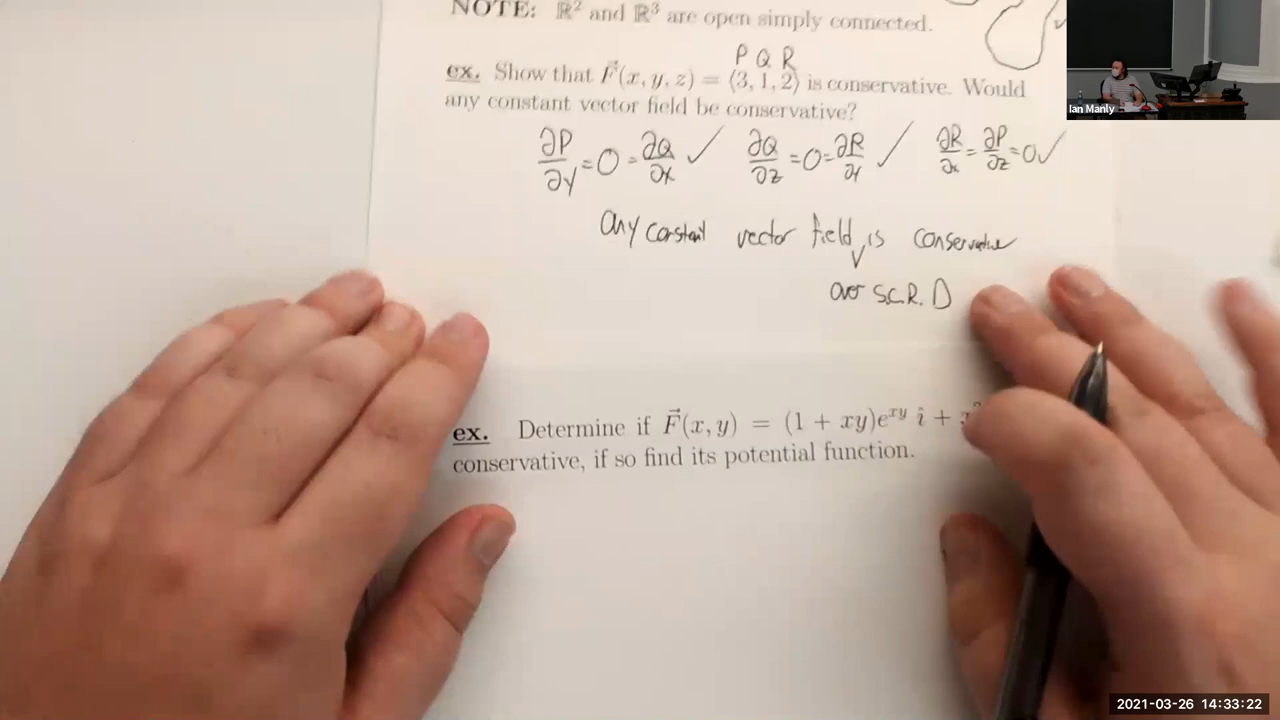 NOTE: ℝ² and ℝ³ are open simply connected.
P Q R
ex. Show that F⃗(x, y, z) = ⟨3, 1, 2⟩ is conservative. Would
any constant vector field be conservative?
∂P/∂y = 0 = ∂Q/∂x ✓ ∂Q/∂z = 0 = ∂R/∂y ✓ ∂R/∂x = ∂P/∂z = 0 ✓
any constant vector field is conservative
over S.C.R. D
ex. Determine if F⃗(x, y) = (1 + xy)e^{xy} î +
conservative, if so find its potential function.
Ian Manly
2021-03-26 14:33:22